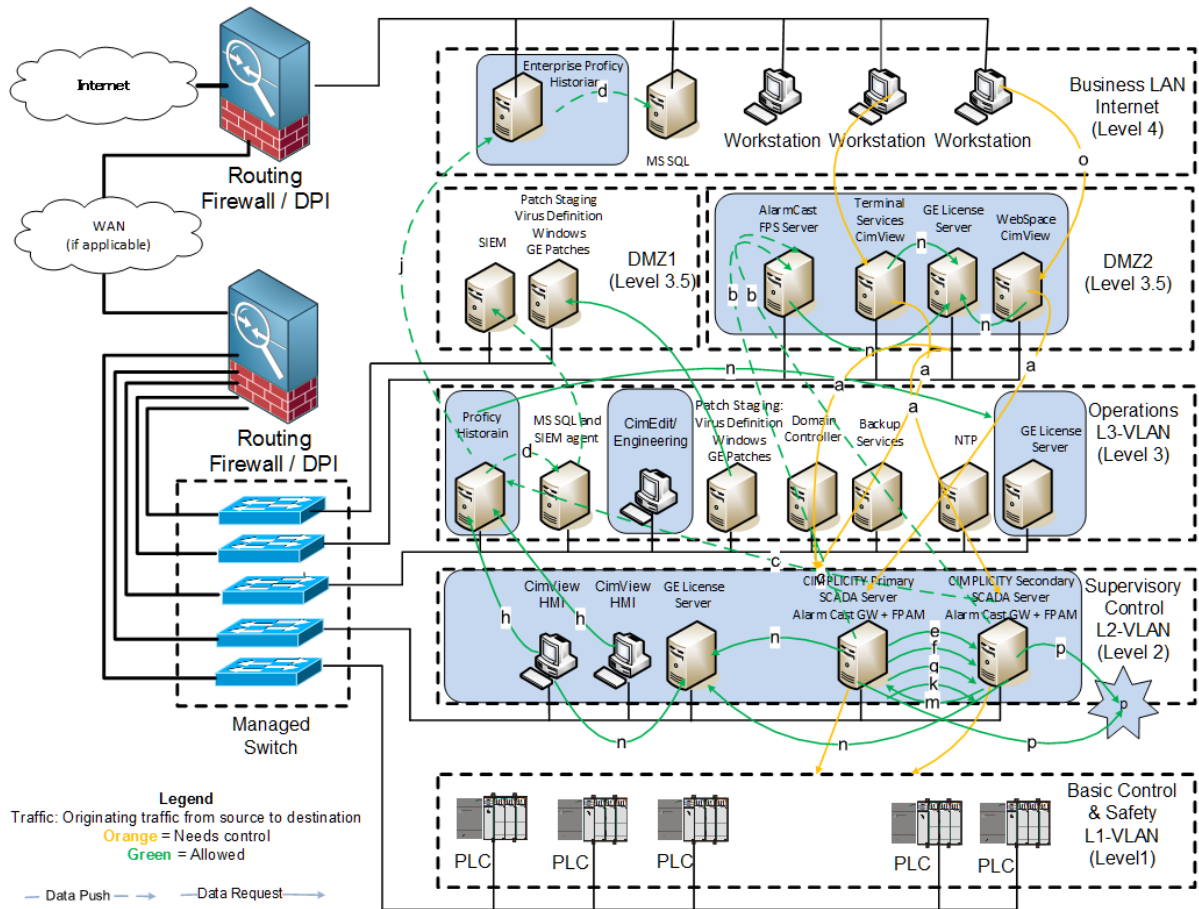 Internet
Routing
Firewall / DPI
WAN
(if applicable)
Routing
Firewall / DPI
Managed
Switch
Enterprise Proficy
Historian
d
MS SQL
Workstation
Workstation
Workstation
Business LAN
Internet
(Level 4)
o
j
SIEM
Patch Staging
Virus Definition
Windows
GE Patches
DMZ1
(Level 3.5)
AlarmCast
FPS Server
Terminal
Services
CimView
GE License
Server
WebSpace
CimView
DMZ2
(Level 3.5)
n
b
b
n
n
a
a
a
n
Proficy
Historain
d
MS SQL and
SIEM agent
CimEdit/
Engineering
Patch Staging:
Virus Definition
Windows
GE Patches
Domain
Controller
Backup
Services
NTP
GE License
Server
Operations
L3-VLAN
(Level 3)
c
c
CimView
HMI
CimView
HMI
GE License
Server
CIMPLICITY Primary
SCADA Server
Alarm Cast GW + FPAM
CIMPLICITY Secondary
SCADA Server
Alarm Cast GW + FPAM
Supervisory
Control
L2-VLAN
(Level 2)
h
h
n
e
f
g
k
m
p
p
n
n
p
PLC
PLC
PLC
PLC
PLC
Basic Control
& Safety
L1-VLAN
(Level1)
Legend
Traffic: Originating traffic from source to destination
Orange = Needs control
Green = Allowed
Data Push
Data Request